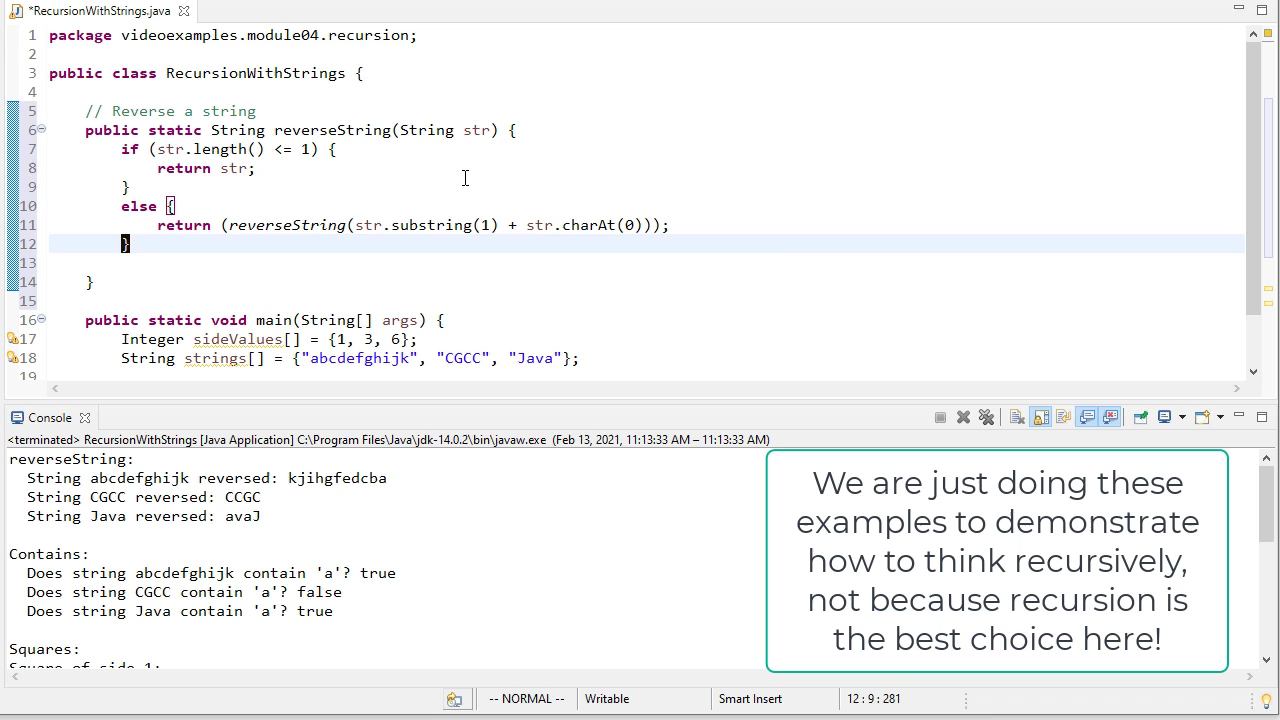 *RecursionWithStrings.java
1 package videoexamples.module04.recursion;
2
3 public class RecursionWithStrings {
4
5 // Reverse a string
6 public static String reverseString(String str) {
7 if (str.length() <= 1) {
8 return str;
9 }
10 else {
11 return (reverseString(str.substring(1) + str.charAt(0)));
12 }
13
14 }
15
16 public static void main(String[] args) {
17 Integer sideValues[] = {1, 3, 6};
18 String strings[] = {"abcdefghijk", "CGCC", "Java"};
19
Console
<terminated> RecursionWithStrings [Java Application] C:\Program Files\Java\jdk-14.0.2\bin\javaw.exe (Feb 13, 2021, 11:13:33 AM – 11:13:33 AM)
reverseString:
String abcdefghijk reversed: kjihgfedcba
String CGCC reversed: CCGC
String Java reversed: avaJ
Contains:
Does string abcdefghijk contain 'a'? true
Does string CGCC contain 'a'? false
Does string Java contain 'a'? true
Squares:
Square of side 1:
We are just doing these
examples to demonstrate
how to think recursively,
not because recursion is
the best choice here!
-- NORMAL -- Writable Smart Insert 12 : 9 : 281